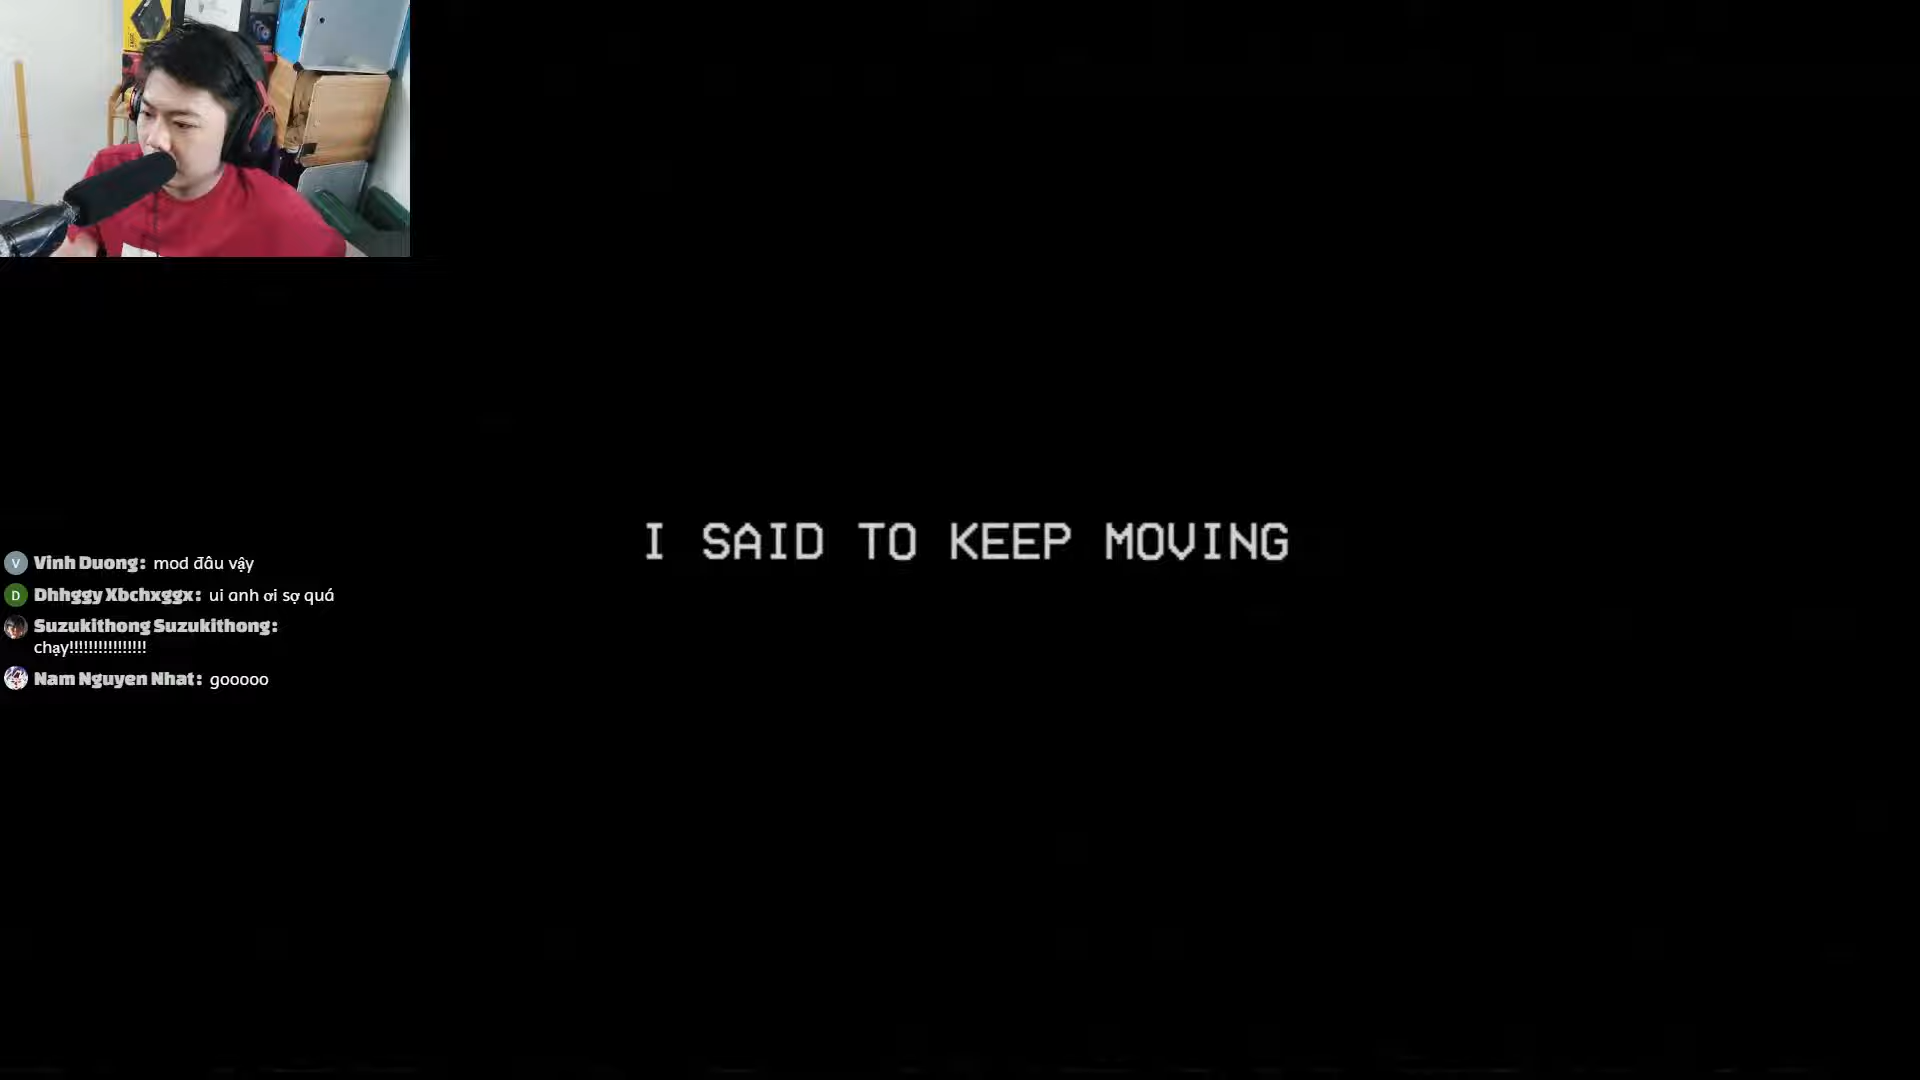 I SAID TO KEEP MOVING
Vinh Duong: mod đâu vậy
Dhhggy Xbchxggx: ui anh ơi sợ quá
Suzukithong Suzukithong:
chạy!!!!!!!!!!!!!!!!
Nam Nguyen Nhat: gooooo